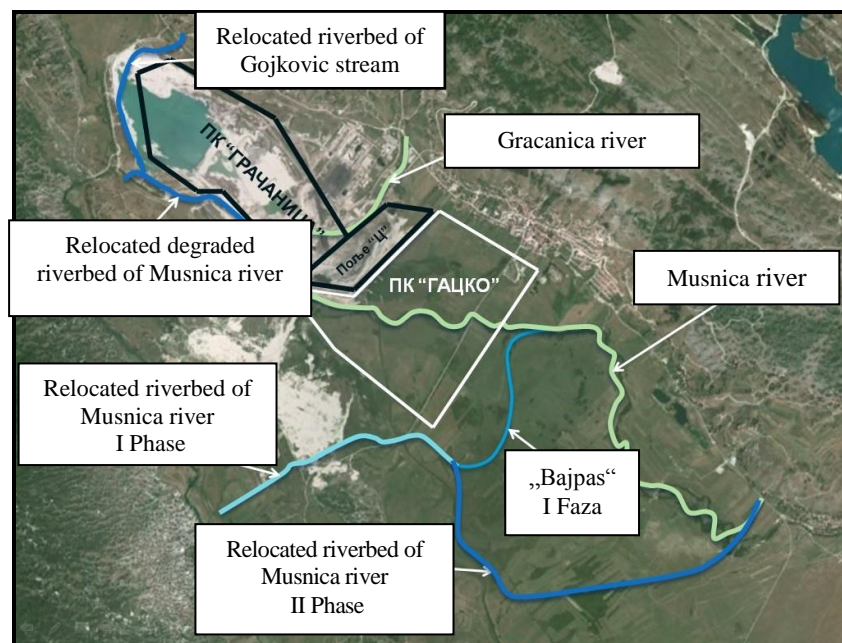 Relocated riverbed of
Gojkovic stream
ПК "ГРАЧАНИЦА"
Gracanica river
Relocated degraded
riverbed of Musnica river
Поље "Ц"
ПК "ГАЦКО"
Musnica river
Relocated riverbed of
Musnica river
I Phase
„Bajpas“
I Faza
Relocated riverbed of
Musnica river
II Phase